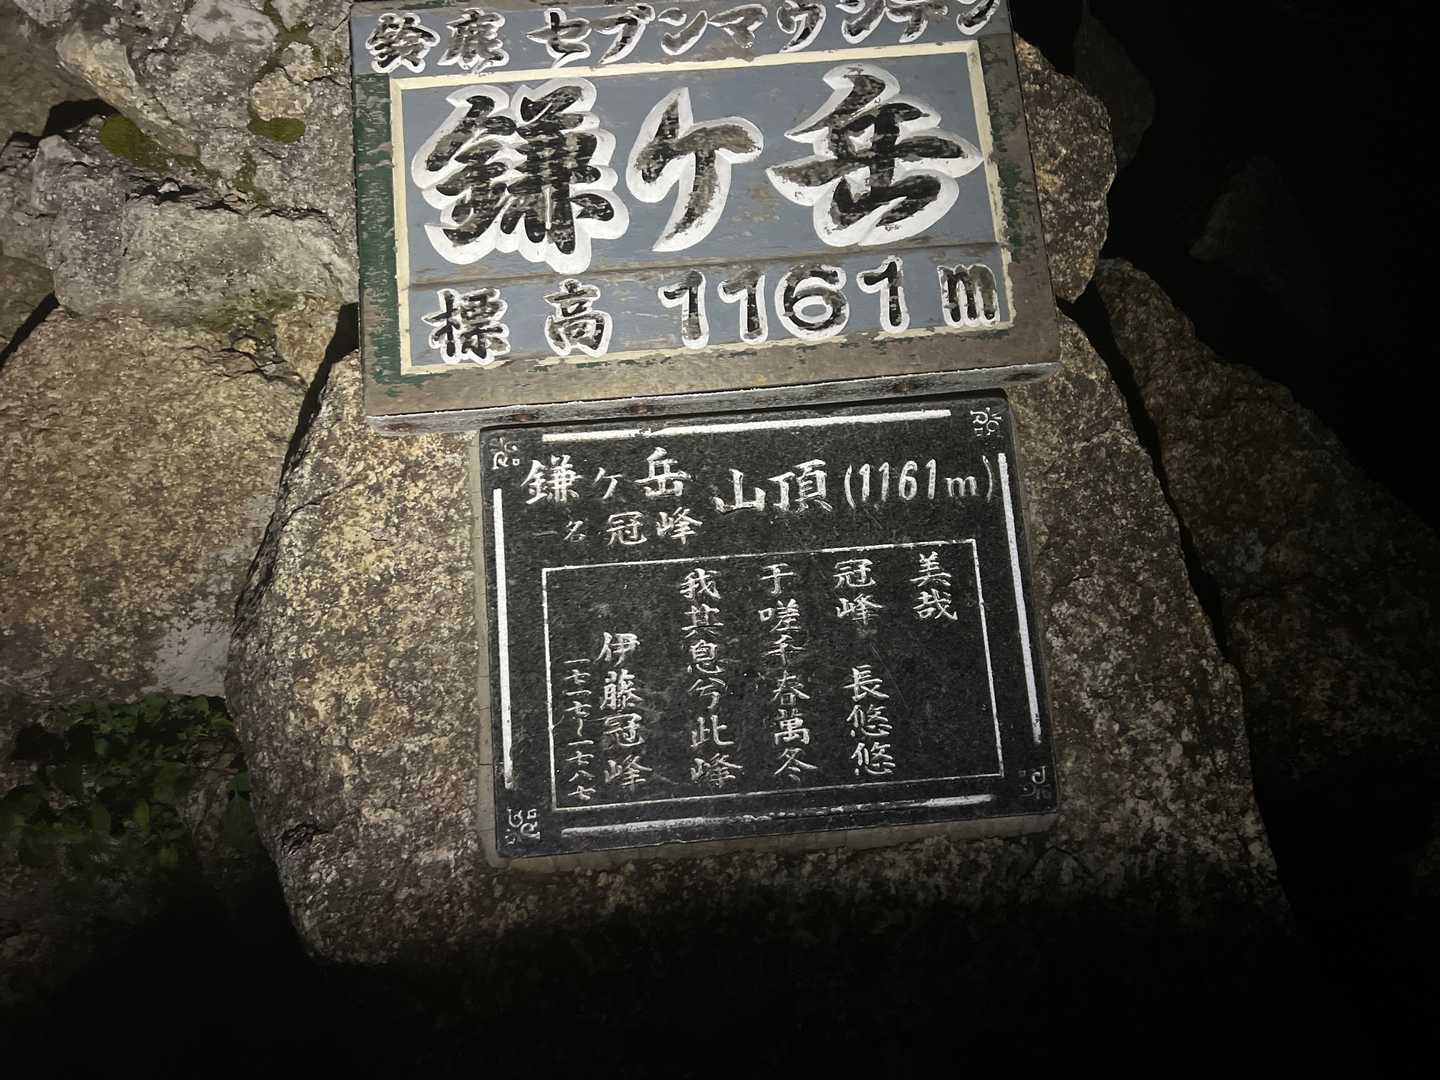 鈴鹿 セブンマウンテン
鎌ヶ岳
標高 1161m
鎌ヶ岳 山頂(1161m)
一名 冠峰
美哉
冠峰 長悠悠
于嗟千春萬冬
我其息兮此峰
伊藤冠峰
一七一七〜一七八七